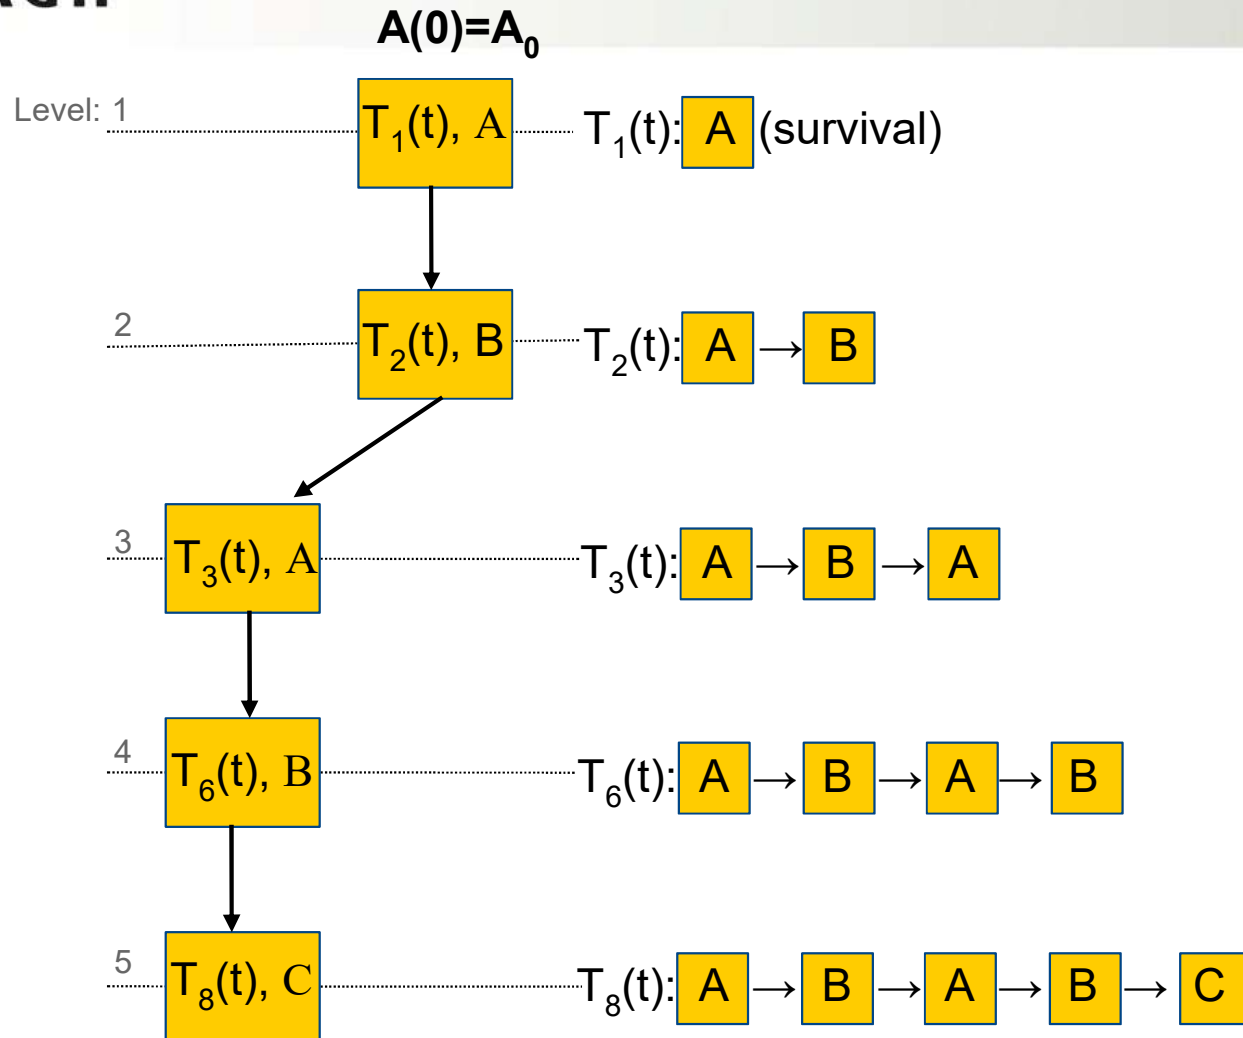 A(0)=A₀
Level: 1 T₁(t), A T₁(t): A (survival)
2 T₂(t), B T₂(t): A → B
3 T₃(t), A T₃(t): A → B → A
4 T₆(t), B T₆(t): A → B → A → B
5 T₈(t), C T₈(t): A → B → A → B → C